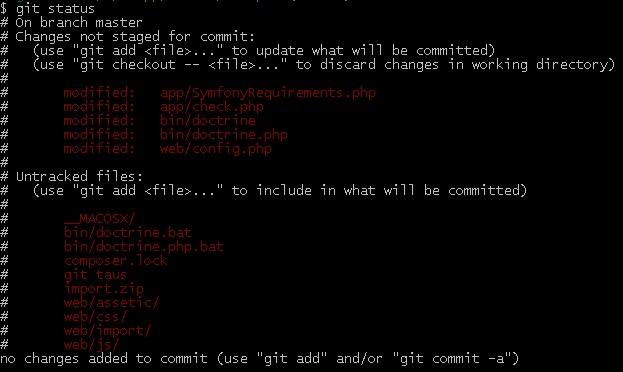 $ git status
# On branch master
# Changes not staged for commit:
#   (use "git add <file>..." to update what will be committed)
#   (use "git checkout -- <file>..." to discard changes in working directory)
#
#       modified:   app/SymfonyRequirements.php
#       modified:   app/check.php
#       modified:   bin/doctrine
#       modified:   bin/doctrine.php
#       modified:   web/config.php
#
# Untracked files:
#   (use "git add <file>..." to include in what will be committed)
#
#       __MACOSX/
#       bin/doctrine.bat
#       bin/doctrine.php.bat
#       composer.lock
#       git taus
#       import.zip
#       web/assetic/
#       web/css/
#       web/import/
#       web/js/
no changes added to commit (use "git add" and/or "git commit -a")